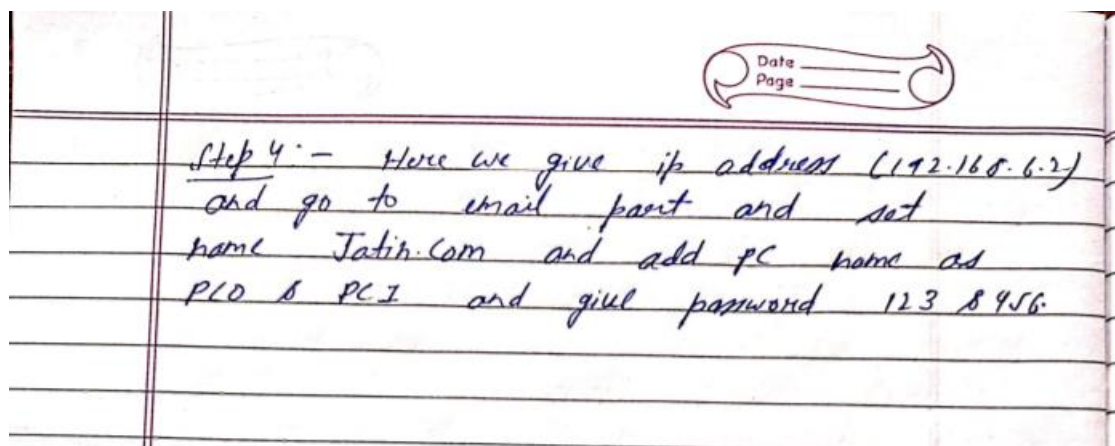 Date
Page
Step 4:- Here we give ip address (192.168.6.2)
and go to email part and set
name Jatin.Com and add PC name as
PC0 & PC1 and give password 123 & 456.